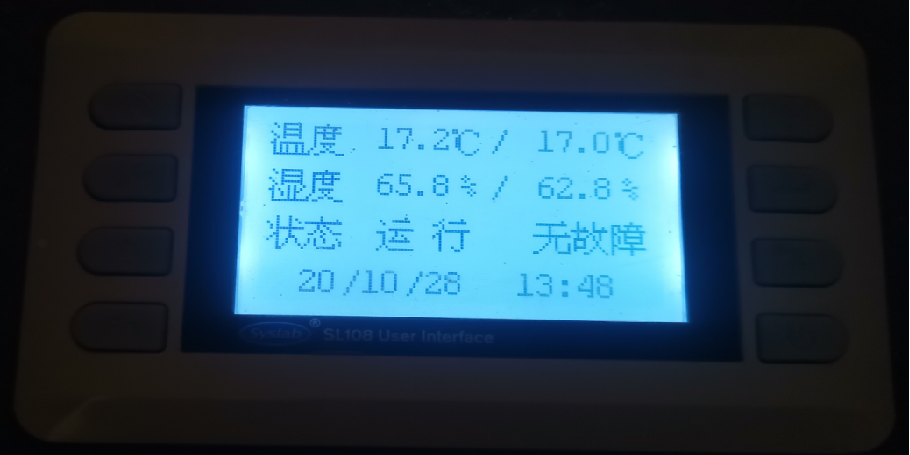 温度 17.2℃ / 17.0℃
湿度 65.8% / 62.8%
状态 运 行 无故障
20/10/28 13:48
SL108 User Interface